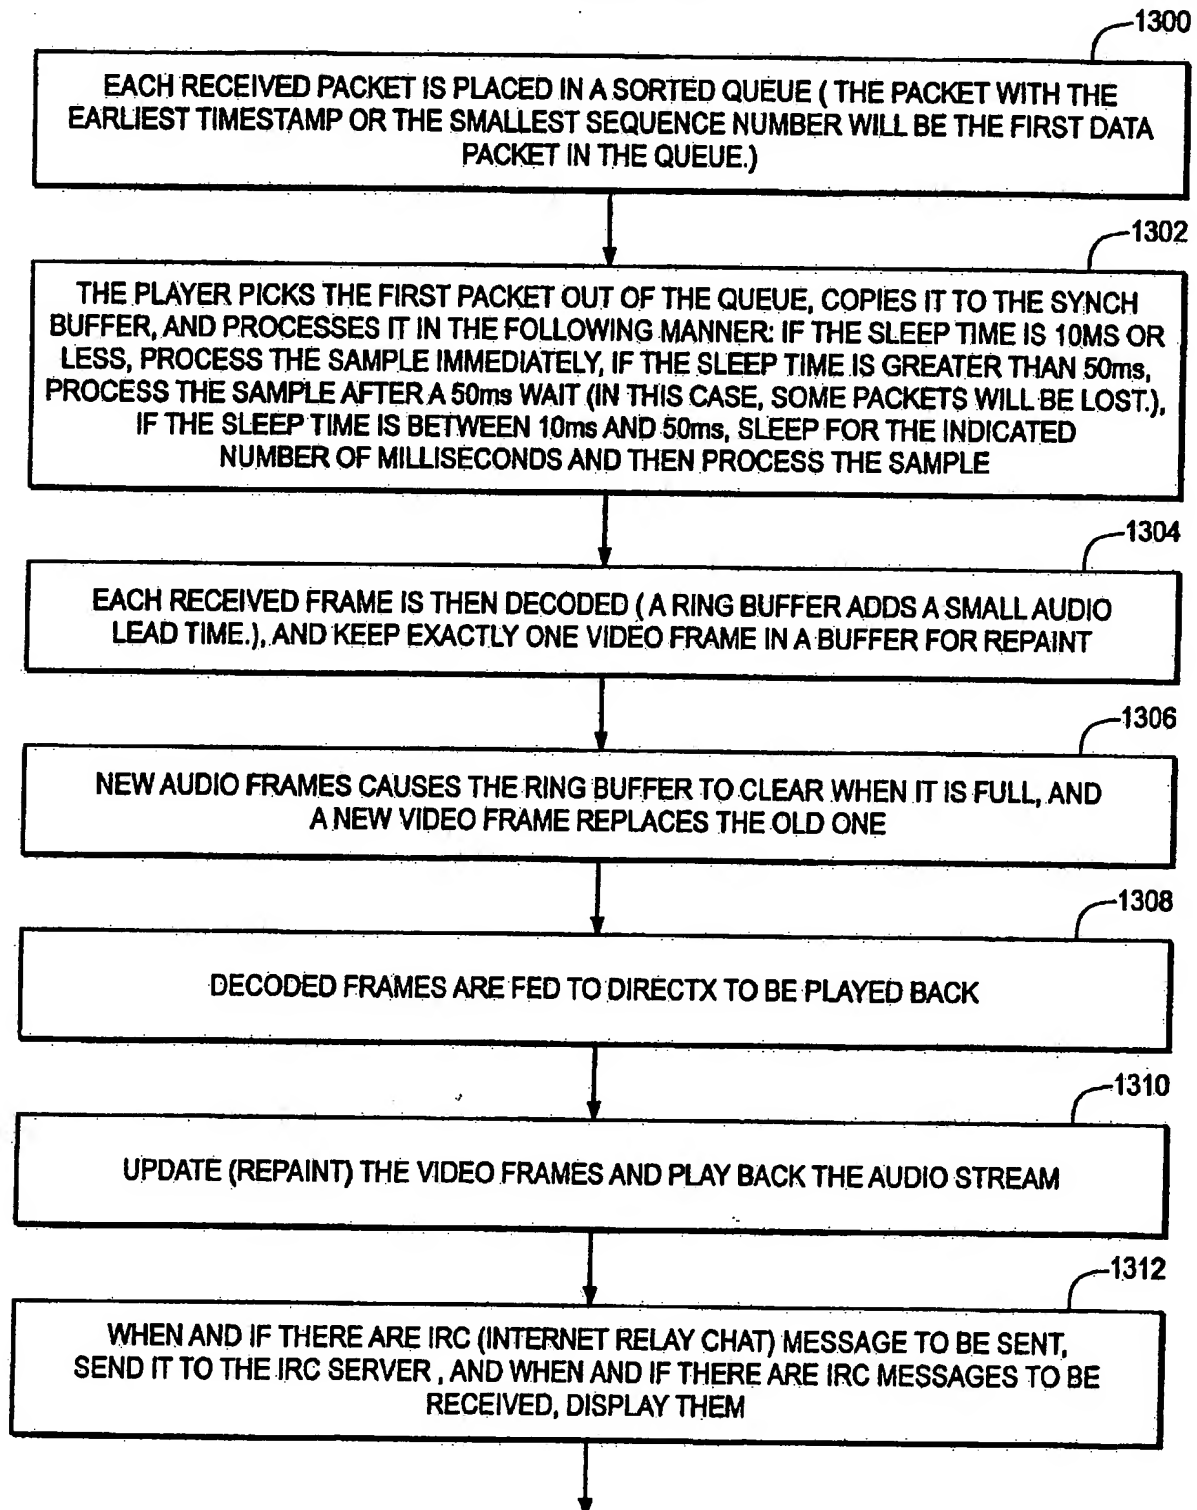 1300
EACH RECEIVED PACKET IS PLACED IN A SORTED QUEUE ( THE PACKET WITH THE
EARLIEST TIMESTAMP OR THE SMALLEST SEQUENCE NUMBER WILL BE THE FIRST DATA
PACKET IN THE QUEUE.)
1302
THE PLAYER PICKS THE FIRST PACKET OUT OF THE QUEUE, COPIES IT TO THE SYNCH
BUFFER, AND PROCESSES IT IN THE FOLLOWING MANNER: IF THE SLEEP TIME IS 10MS OR
LESS, PROCESS THE SAMPLE IMMEDIATELY, IF THE SLEEP TIME IS GREATER THAN 50ms,
PROCESS THE SAMPLE AFTER A 50ms WAIT (IN THIS CASE, SOME PACKETS WILL BE LOST.),
IF THE SLEEP TIME IS BETWEEN 10ms AND 50ms, SLEEP FOR THE INDICATED
NUMBER OF MILLISECONDS AND THEN PROCESS THE SAMPLE
1304
EACH RECEIVED FRAME IS THEN DECODED ( A RING BUFFER ADDS A SMALL AUDIO
LEAD TIME.), AND KEEP EXACTLY ONE VIDEO FRAME IN A BUFFER FOR REPAINT
1306
NEW AUDIO FRAMES CAUSES THE RING BUFFER TO CLEAR WHEN IT IS FULL, AND
A NEW VIDEO FRAME REPLACES THE OLD ONE
1308
DECODED FRAMES ARE FED TO DIRECTX TO BE PLAYED BACK
1310
UPDATE (REPAINT) THE VIDEO FRAMES AND PLAY BACK THE AUDIO STREAM
1312
WHEN AND IF THERE ARE IRC (INTERNET RELAY CHAT) MESSAGE TO BE SENT,
SEND IT TO THE IRC SERVER , AND WHEN AND IF THERE ARE IRC MESSAGES TO BE
RECEIVED, DISPLAY THEM